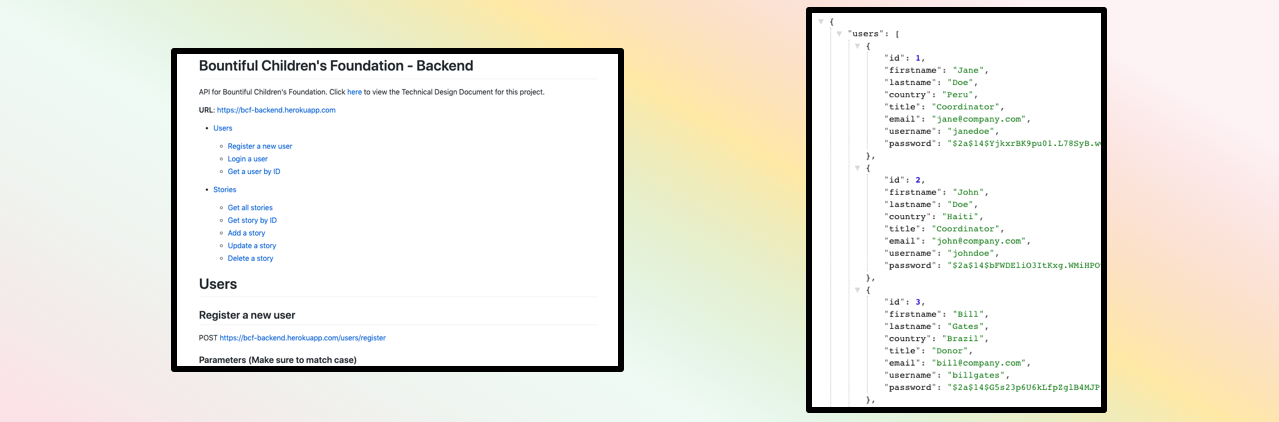 Bountiful Children's Foundation - Backend
API for Bountiful Children's Foundation. Click here to view the Technical Design Document for this project.
URL: https://bcf-backend.herokuapp.com
• Users
◦ Register a new user
◦ Login a user
◦ Get a user by ID
• Stories
◦ Get all stories
◦ Get story by ID
◦ Add a story
◦ Update a story
◦ Delete a story
Users
Register a new user
POST https://bcf-backend.herokuapp.com/users/register
Parameters (Make sure to match case)
{
"users": [
{
"id": 1,
"firstname": "Jane",
"lastname": "Doe",
"country": "Peru",
"title": "Coordinator",
"email": "jane@company.com",
"username": "janedoe",
"password": "$2a$14$YjkxrBK9pu01.L78SyB.w
},
{
"id": 2,
"firstname": "John",
"lastname": "Doe",
"country": "Haiti",
"title": "Coordinator",
"email": "john@company.com",
"username": "johndoe",
"password": "$2a$14$bFWDEliO3ItKxg.WMiHPO
},
{
"id": 3,
"firstname": "Bill",
"lastname": "Gates",
"country": "Brazil",
"title": "Donor",
"email": "bill@company.com",
"username": "billgates",
"password": "$2a$14$G5s23p6U6kLfpZglB4MJP
},